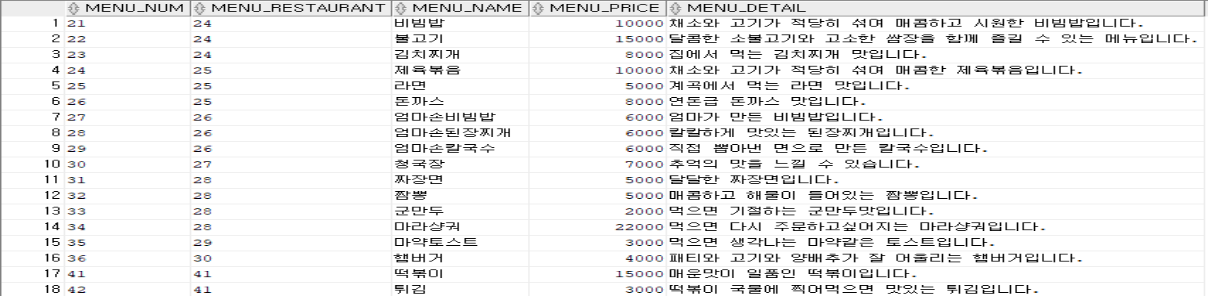 MENU_NUM MENU_RESTAURANT MENU_NAME MENU_PRICE MENU_DETAIL
1 21 24 비빔밥 10000 채소와 고기가 적당히 섞여 매콤하고 시원한 비빔밥입니다.
2 22 24 불고기 15000 달콤한 소불고기와 고소한 쌈장을 함께 즐길 수 있는 메뉴입니다.
3 23 24 김치찌개 8000 집에서 먹는 김치찌개 맛입니다.
4 24 25 제육볶음 10000 채소와 고기가 적당히 섞여 매콤한 제육볶음입니다.
5 25 25 라면 5000 계곡에서 먹는 라면 맛입니다.
6 26 25 돈까스 8000 연돈급 돈까스 맛입니다.
7 27 26 엄마손비빔밥 6000 엄마가 만든 비빔밥입니다.
8 28 26 엄마손된장찌개 6000 칼칼하게 맛있는 된장찌개입니다.
9 29 26 엄마손칼국수 6000 직접 뽑아낸 면으로 만든 칼국수입니다.
10 30 27 청국장 7000 추억의 맛을 느낄 수 있습니다.
11 31 28 짜장면 5000 달달한 짜장면입니다.
12 32 28 짬뽕 5000 매콤하고 해물이 들어있는 짬뽕입니다.
13 33 28 군만두 2000 먹으면 기절하는 군만두맛입니다.
14 34 28 마라샹궈 22000 먹으면 다시 주문하고싶어지는 마라샹궈입니다.
15 35 29 마약토스트 3000 먹으면 생각나는 마약같은 토스트입니다.
16 36 30 햄버거 4000 패티와 고기와 양배추가 잘 어울리는 햄버거입니다.
17 41 41 떡볶이 15000 매운맛이 일품인 떡볶이입니다.
18 42 41 튀김 3000 떡볶이 국물에 찍어먹으면 맛있는 튀김입니다.